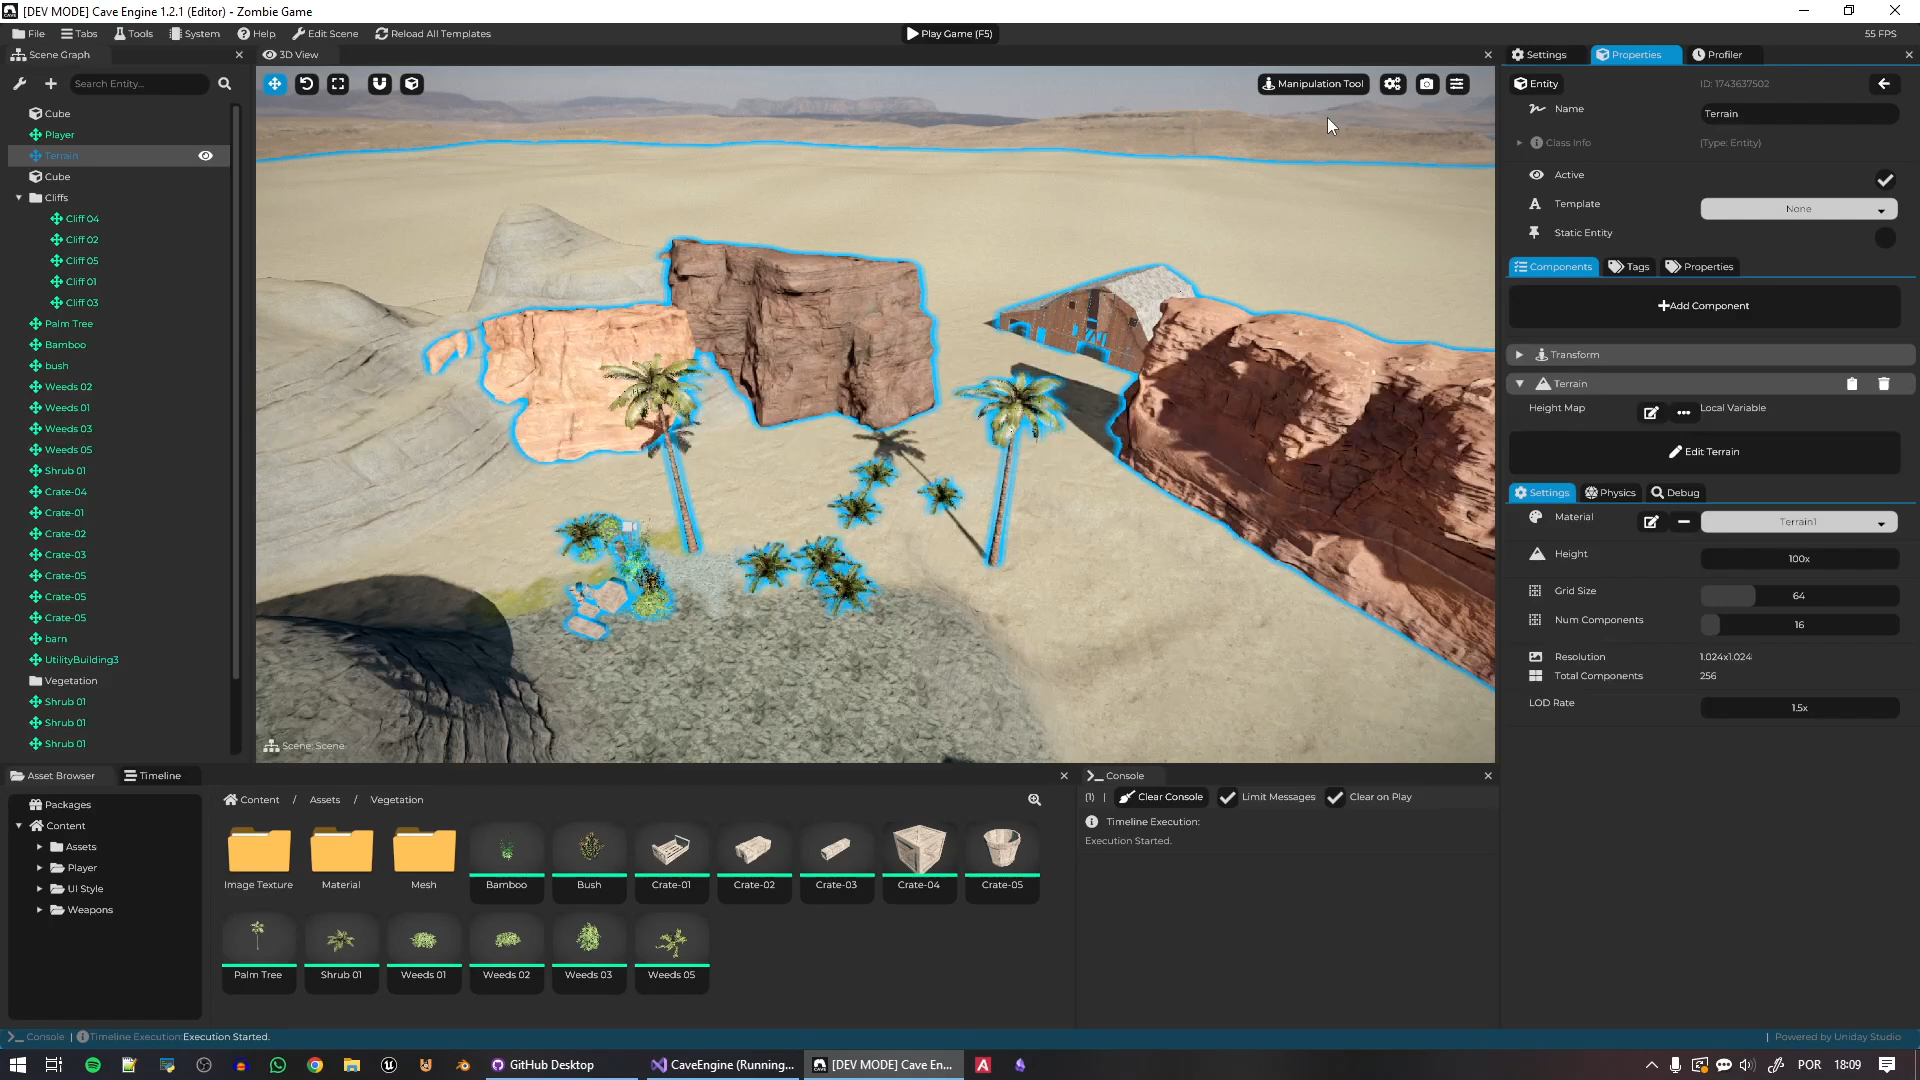 [DEV MODE] Cave Engine 1.2.1 (Editor) - Zombie Game
File
Tabs
Tools
System
Help
Edit Scene
Reload All Templates
Play Game (F5)
55 FPS
Scene Graph
3D View
Settings
Properties
Profiler
Search Entity...
Manipulation Tool
Entity
ID: 1743637502
Cube
Player
Terrain
Cube
Cliffs
Cliff 04
Cliff 02
Cliff 05
Cliff 01
Cliff 03
Palm Tree
Bamboo
bush
Weeds 02
Weeds 01
Weeds 03
Weeds 05
Shrub 01
Crate-04
Crate-01
Crate-02
Crate-03
Crate-05
Crate-05
Crate-05
barn
UtilityBuilding3
Vegetation
Shrub 01
Shrub 01
Shrub 01
Scene: Scene
Name
Terrain
Class Info
(Type: Entity)
Active
Template
None
Static Entity
Components
Tags
Properties
+Add Component
Transform
Terrain
Height Map
Local Variable
Edit Terrain
Settings
Physics
Debug
Material
Terrain1
Height
100x
Grid Size
64
Num Components
16
Resolution
1.024x1.024
Total Components
256
LOD Rate
1.5x
Asset Browser
Timeline
Packages
Content
Assets
Player
UI Style
Weapons
Content / Assets / Vegetation
Image Texture
Material
Mesh
Bamboo
Bush
Crate-01
Crate-02
Crate-03
Crate-04
Crate-05
Palm Tree
Shrub 01
Weeds 01
Weeds 02
Weeds 03
Weeds 05
Console
(1) |
Clear Console
Limit Messages
Clear on Play
Timeline Execution:
Execution Started.
Console | Timeline Execution:Execution Started.
Powered by Uniday Studio
GitHub Desktop
CaveEngine (Running...
[DEV MODE] Cave En...
POR
18:09